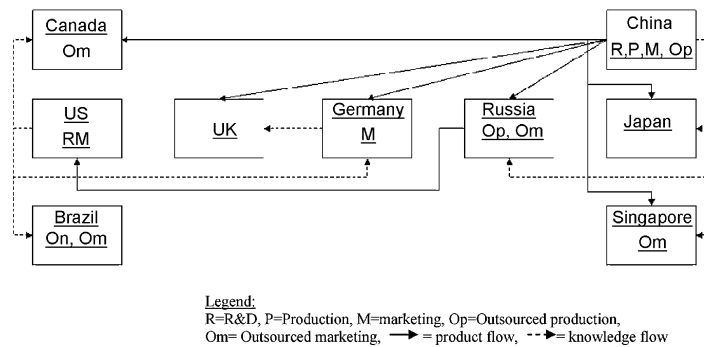 Canada
Om
China
R,P,M, Op
US
RM
UK
Germany
M
Russia
Op, Om
Japan
Brazil
On, Om
Singapore
Om
Legend:
R=R&D, P=Production, M=marketing, Op=Outsourced production,
Om= Outsourced marketing, = product flow, = knowledge flow